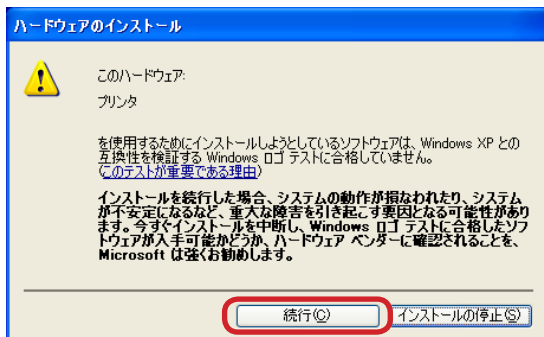 ハードウェアのインストール
このハードウェア:
プリンタ
を使用するためにインストールしようとしているソフトウェアは、Windows XP との
互換性を検証する Windows ロゴ テストに合格していません。
(このテストが重要である理由)
インストールを続行した場合、システムの動作が損なわれたり、システム
が不安定になるなど、重大な障害を引き起こす要因となる可能性があり
ます。今すぐインストールを中断し、Windows ロゴ テストに合格したソフ
トウェアが入手可能かどうか、ハードウェア ベンダーに確認されることを、
Microsoft は強くお勧めします。
続行(C)
インストールの停止(S)